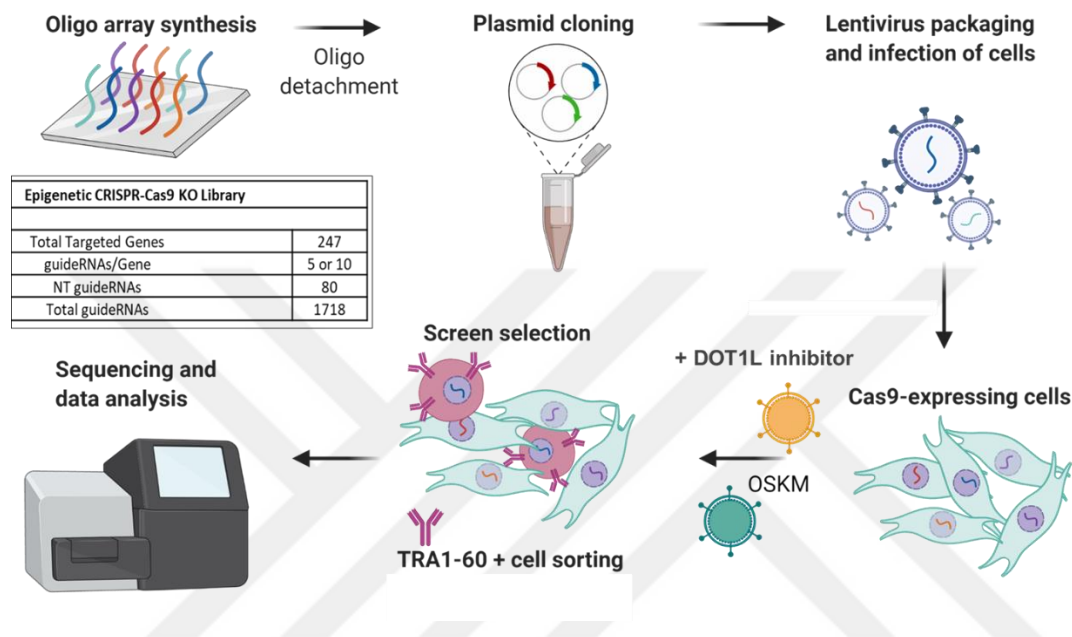 Oligo array synthesis
Oligo
detachment
Plasmid cloning
Lentivirus packaging
and infection of cells
Epigenetic CRISPR-Cas9 KO Library
Total Targeted Genes 247
guideRNAs/Gene 5 or 10
NT guideRNAs 80
Total guideRNAs 1718
+ DOT1L inhibitor
Cas9-expressing cells
OSKM
Screen selection
TRA1-60 + cell sorting
Sequencing and
data analysis